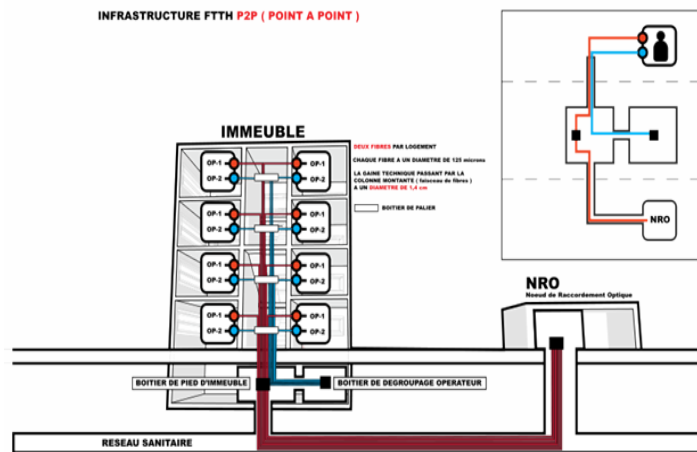 INFRASTRUCTURE FTTH P2P ( POINT A POINT )
IMMEUBLE
DEUX FIBRES PAR LOGEMENT
CHAQUE FIBRE A UN DIAMETRE DE 125 microns
LA GAINE TECHNIQUE PASSANT PAR LA
COLONNE MONTANTE ( faisceau de fibres )
A UN DIAMETRE DE 1,4 cm
BOITIER DE PALIER
OP-1
OP-2
OP-1
OP-2
OP-1
OP-2
OP-1
OP-2
OP-1
OP-2
OP-1
OP-2
OP-1
OP-2
OP-1
OP-2
NRO
NRO
Noeud de Raccordement Optique
BOITIER DE PIED D'IMMEUBLE
BOITIER DE DEGROUPAGE OPERATEUR
RESEAU SANITAIRE